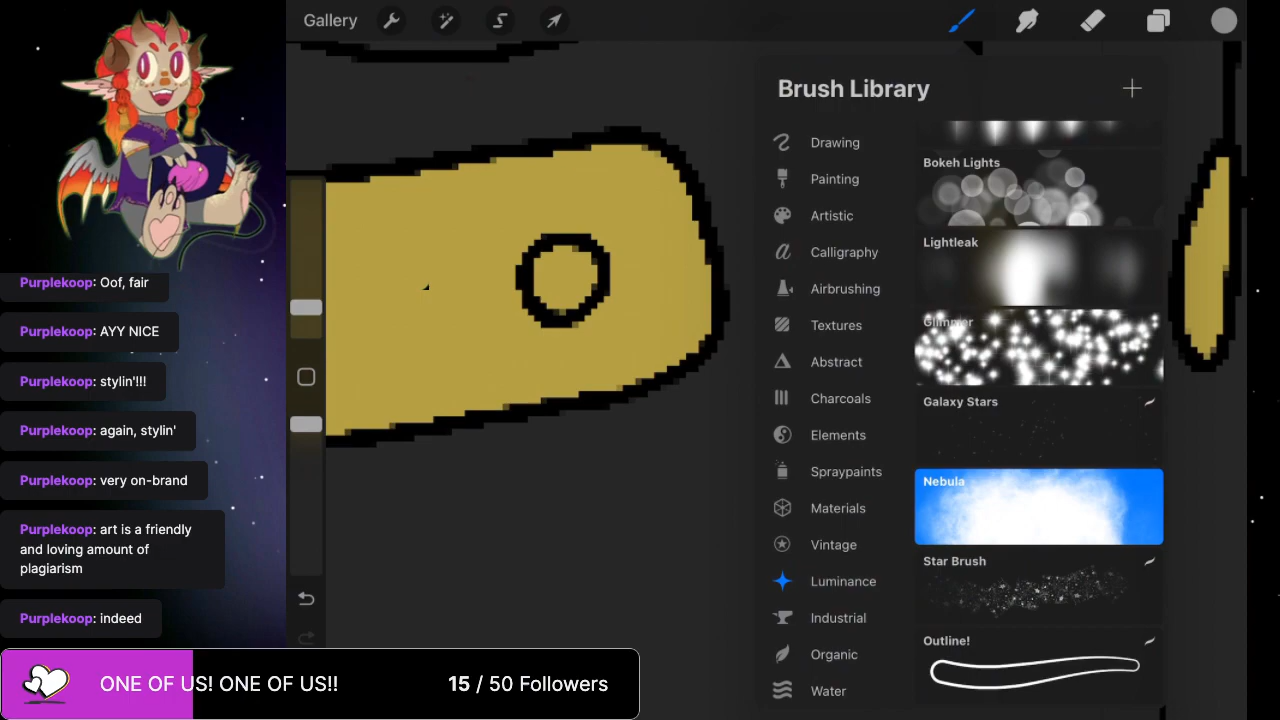 Gallery
Brush Library
Drawing
Painting
Artistic
Calligraphy
Airbrushing
Textures
Abstract
Charcoals
Elements
Spraypaints
Materials
Vintage
Luminance
Industrial
Organic
Water
Bokeh Lights
Lightleak
Glimmer
Galaxy Stars
Nebula
Star Brush
Outline!
Purplekoop: Oof, fair
Purplekoop: AYY NICE
Purplekoop: stylin'!!!
Purplekoop: again, stylin'
Purplekoop: very on-brand
Purplekoop: art is a friendly
and loving amount of
plagiarism
Purplekoop: indeed
ONE OF US! ONE OF US!! 15 / 50 Followers